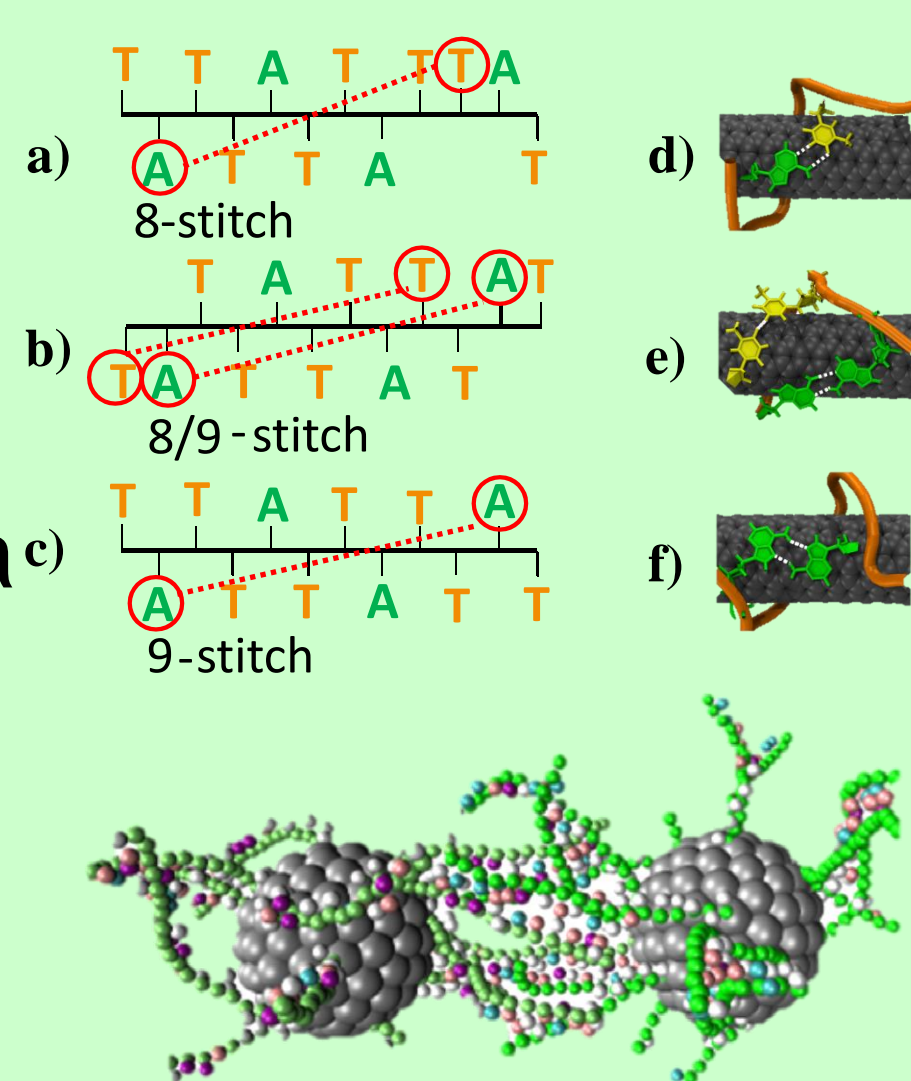 T T A T T T A
a) A T T A T d)
8-stitch
T A T T A T
b) T A T T A T e)
8/9 -stitch
T T A T T A
a c) f)
A T T A T T
9-stitch